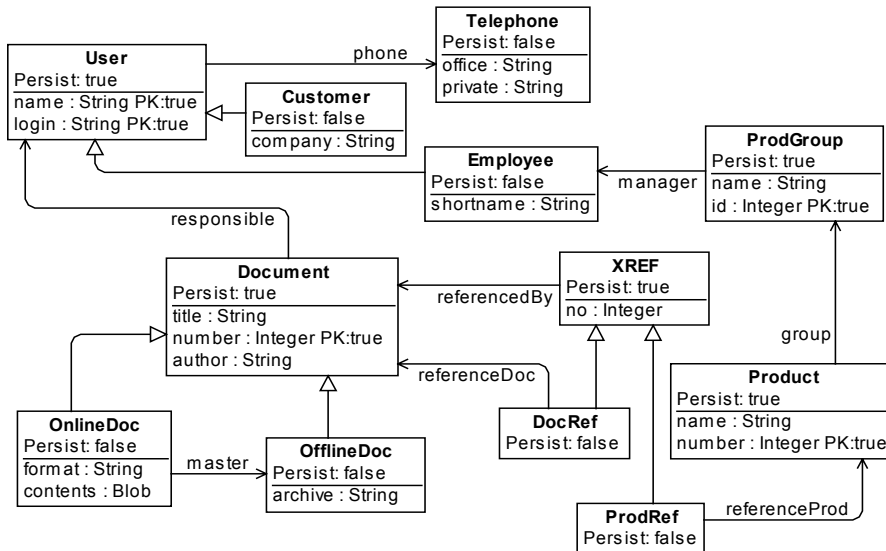 Telephone
Persist: false
office : String
private : String
phone
User
Persist: true
name : String PK:true
login : String PK:true
Customer
Persist: false
company : String
Employee
Persist: false
shortname : String
manager
ProdGroup
Persist: true
name : String
id : Integer PK:true
responsible
Document
Persist: true
title : String
number : Integer PK:true
author : String
referencedBy
XREF
Persist: true
no : Integer
group
referenceDoc
Product
Persist: true
name : String
number : Integer PK:true
OnlineDoc
Persist: false
format : String
contents : Blob
master
OfflineDoc
Persist: false
archive : String
DocRef
Persist: false
ProdRef
Persist: false
referenceProd